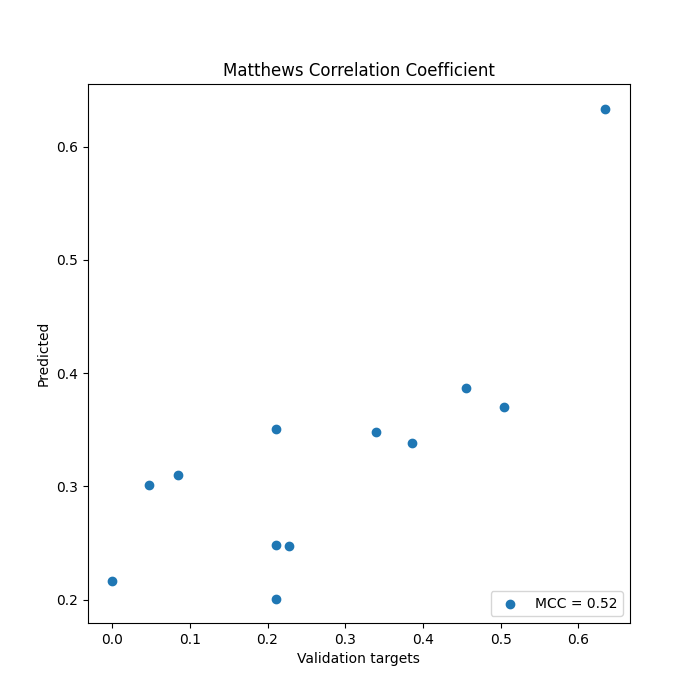 Matthews Correlation Coefficient
0.6
0.5
0.4
0.3
0.2
Predicted
MCC = 0.52
0.0 0.1 0.2 0.3 0.4 0.5 0.6
Validation targets